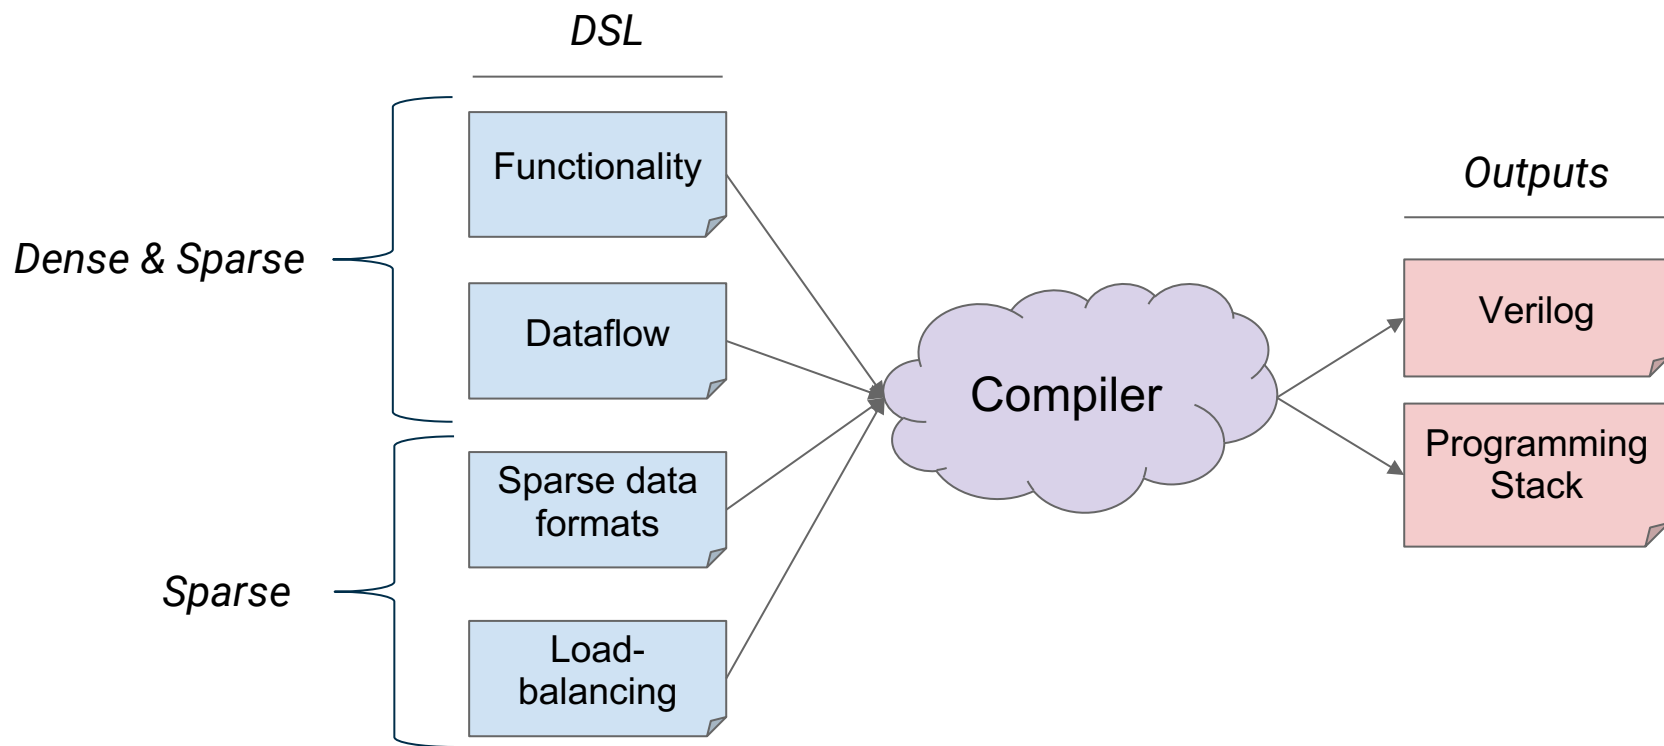 DSL
Functionality
Dense & Sparse
Dataflow
Sparse data
formats
Sparse
Load-
balancing
Compiler
Outputs
Verilog
Programming
Stack